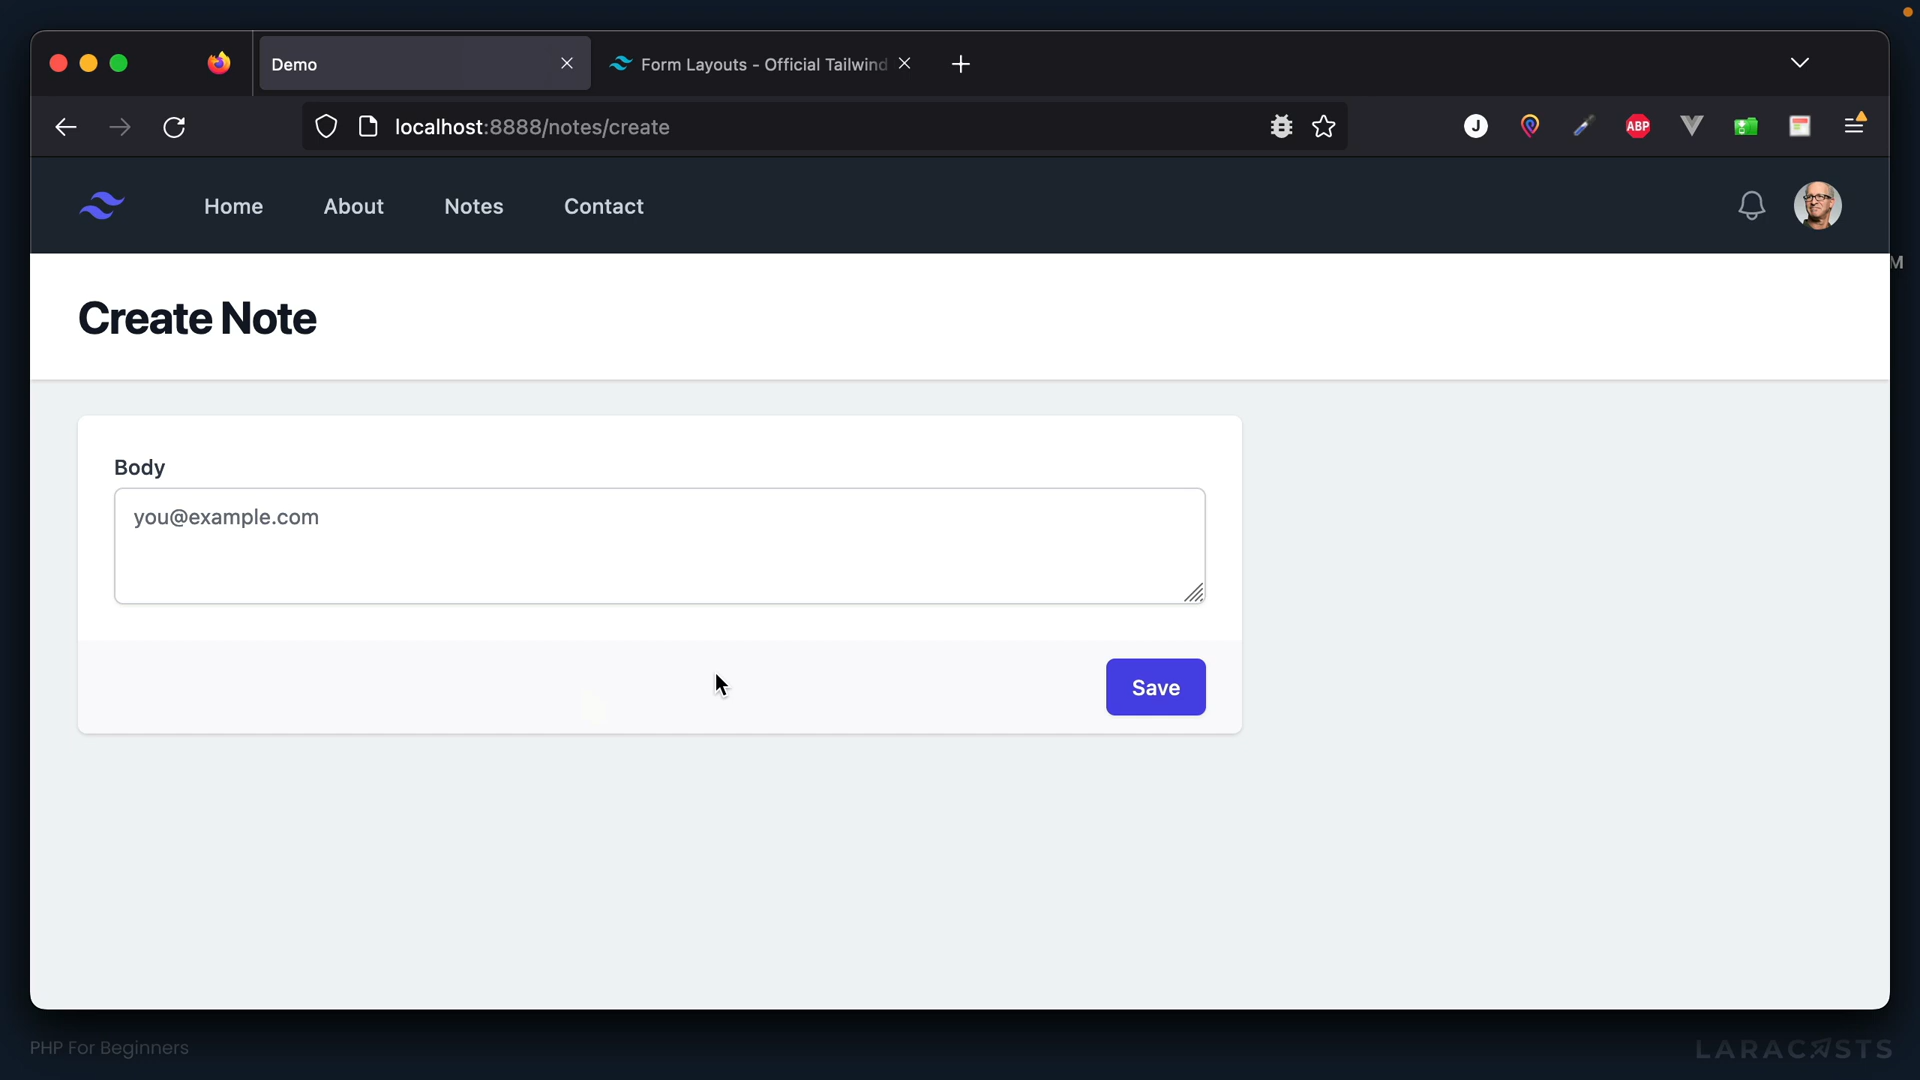 Demo
Form Layouts - Official Tailwind
localhost:8888/notes/create
J
ABP
Home
About
Notes
Contact
M
Create Note
Body
you@example.com
Save
PHP For Beginners
LARACASTS